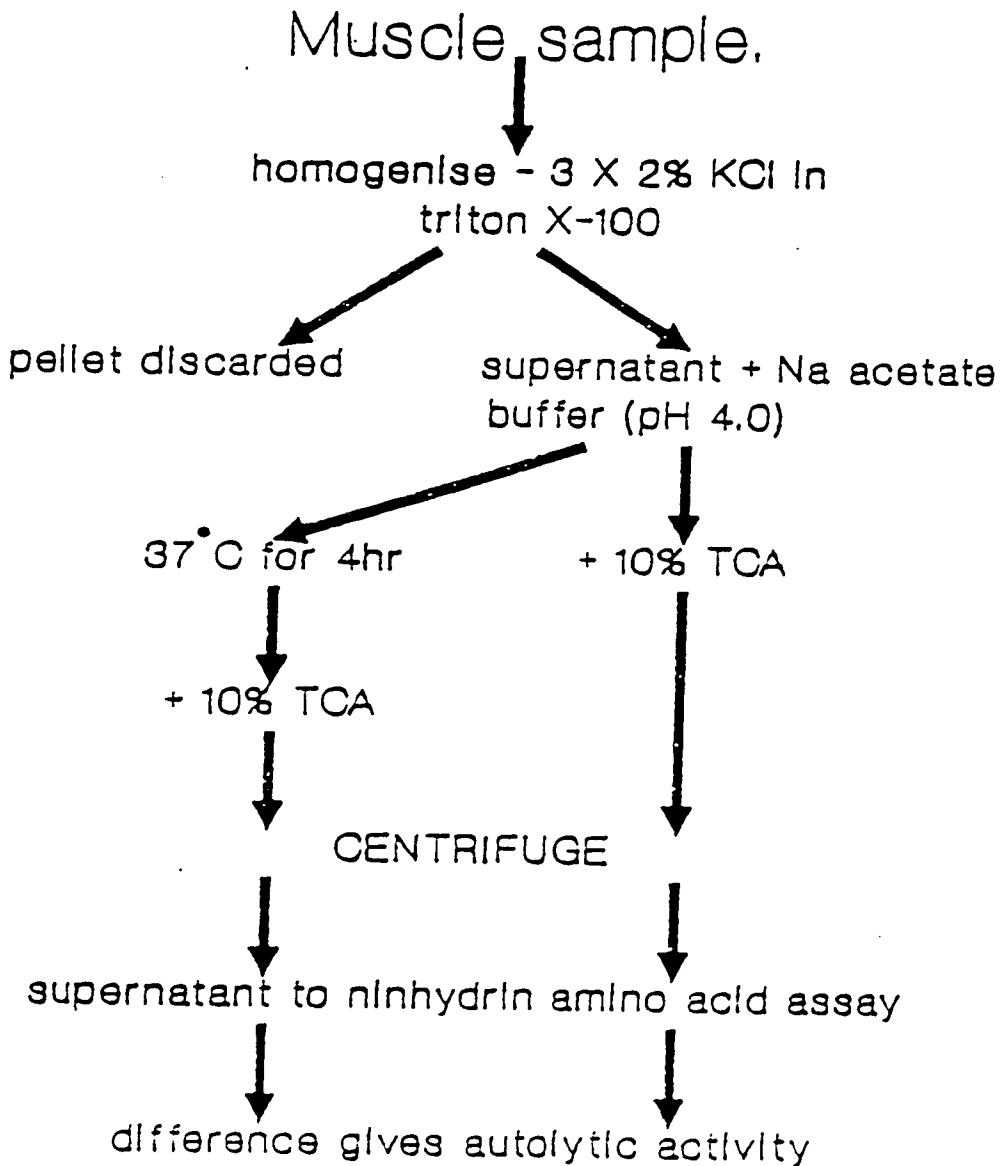 Muscle sample.
homogenise - 3 X 2% KCl in
triton X-100
pellet discarded
supernatant + Na acetate
buffer (pH 4.0)
37°C for 4hr
+ 10% TCA
+ 10% TCA
CENTRIFUGE
supernatant to ninhydrin amino acid assay
difference gives autolytic activity